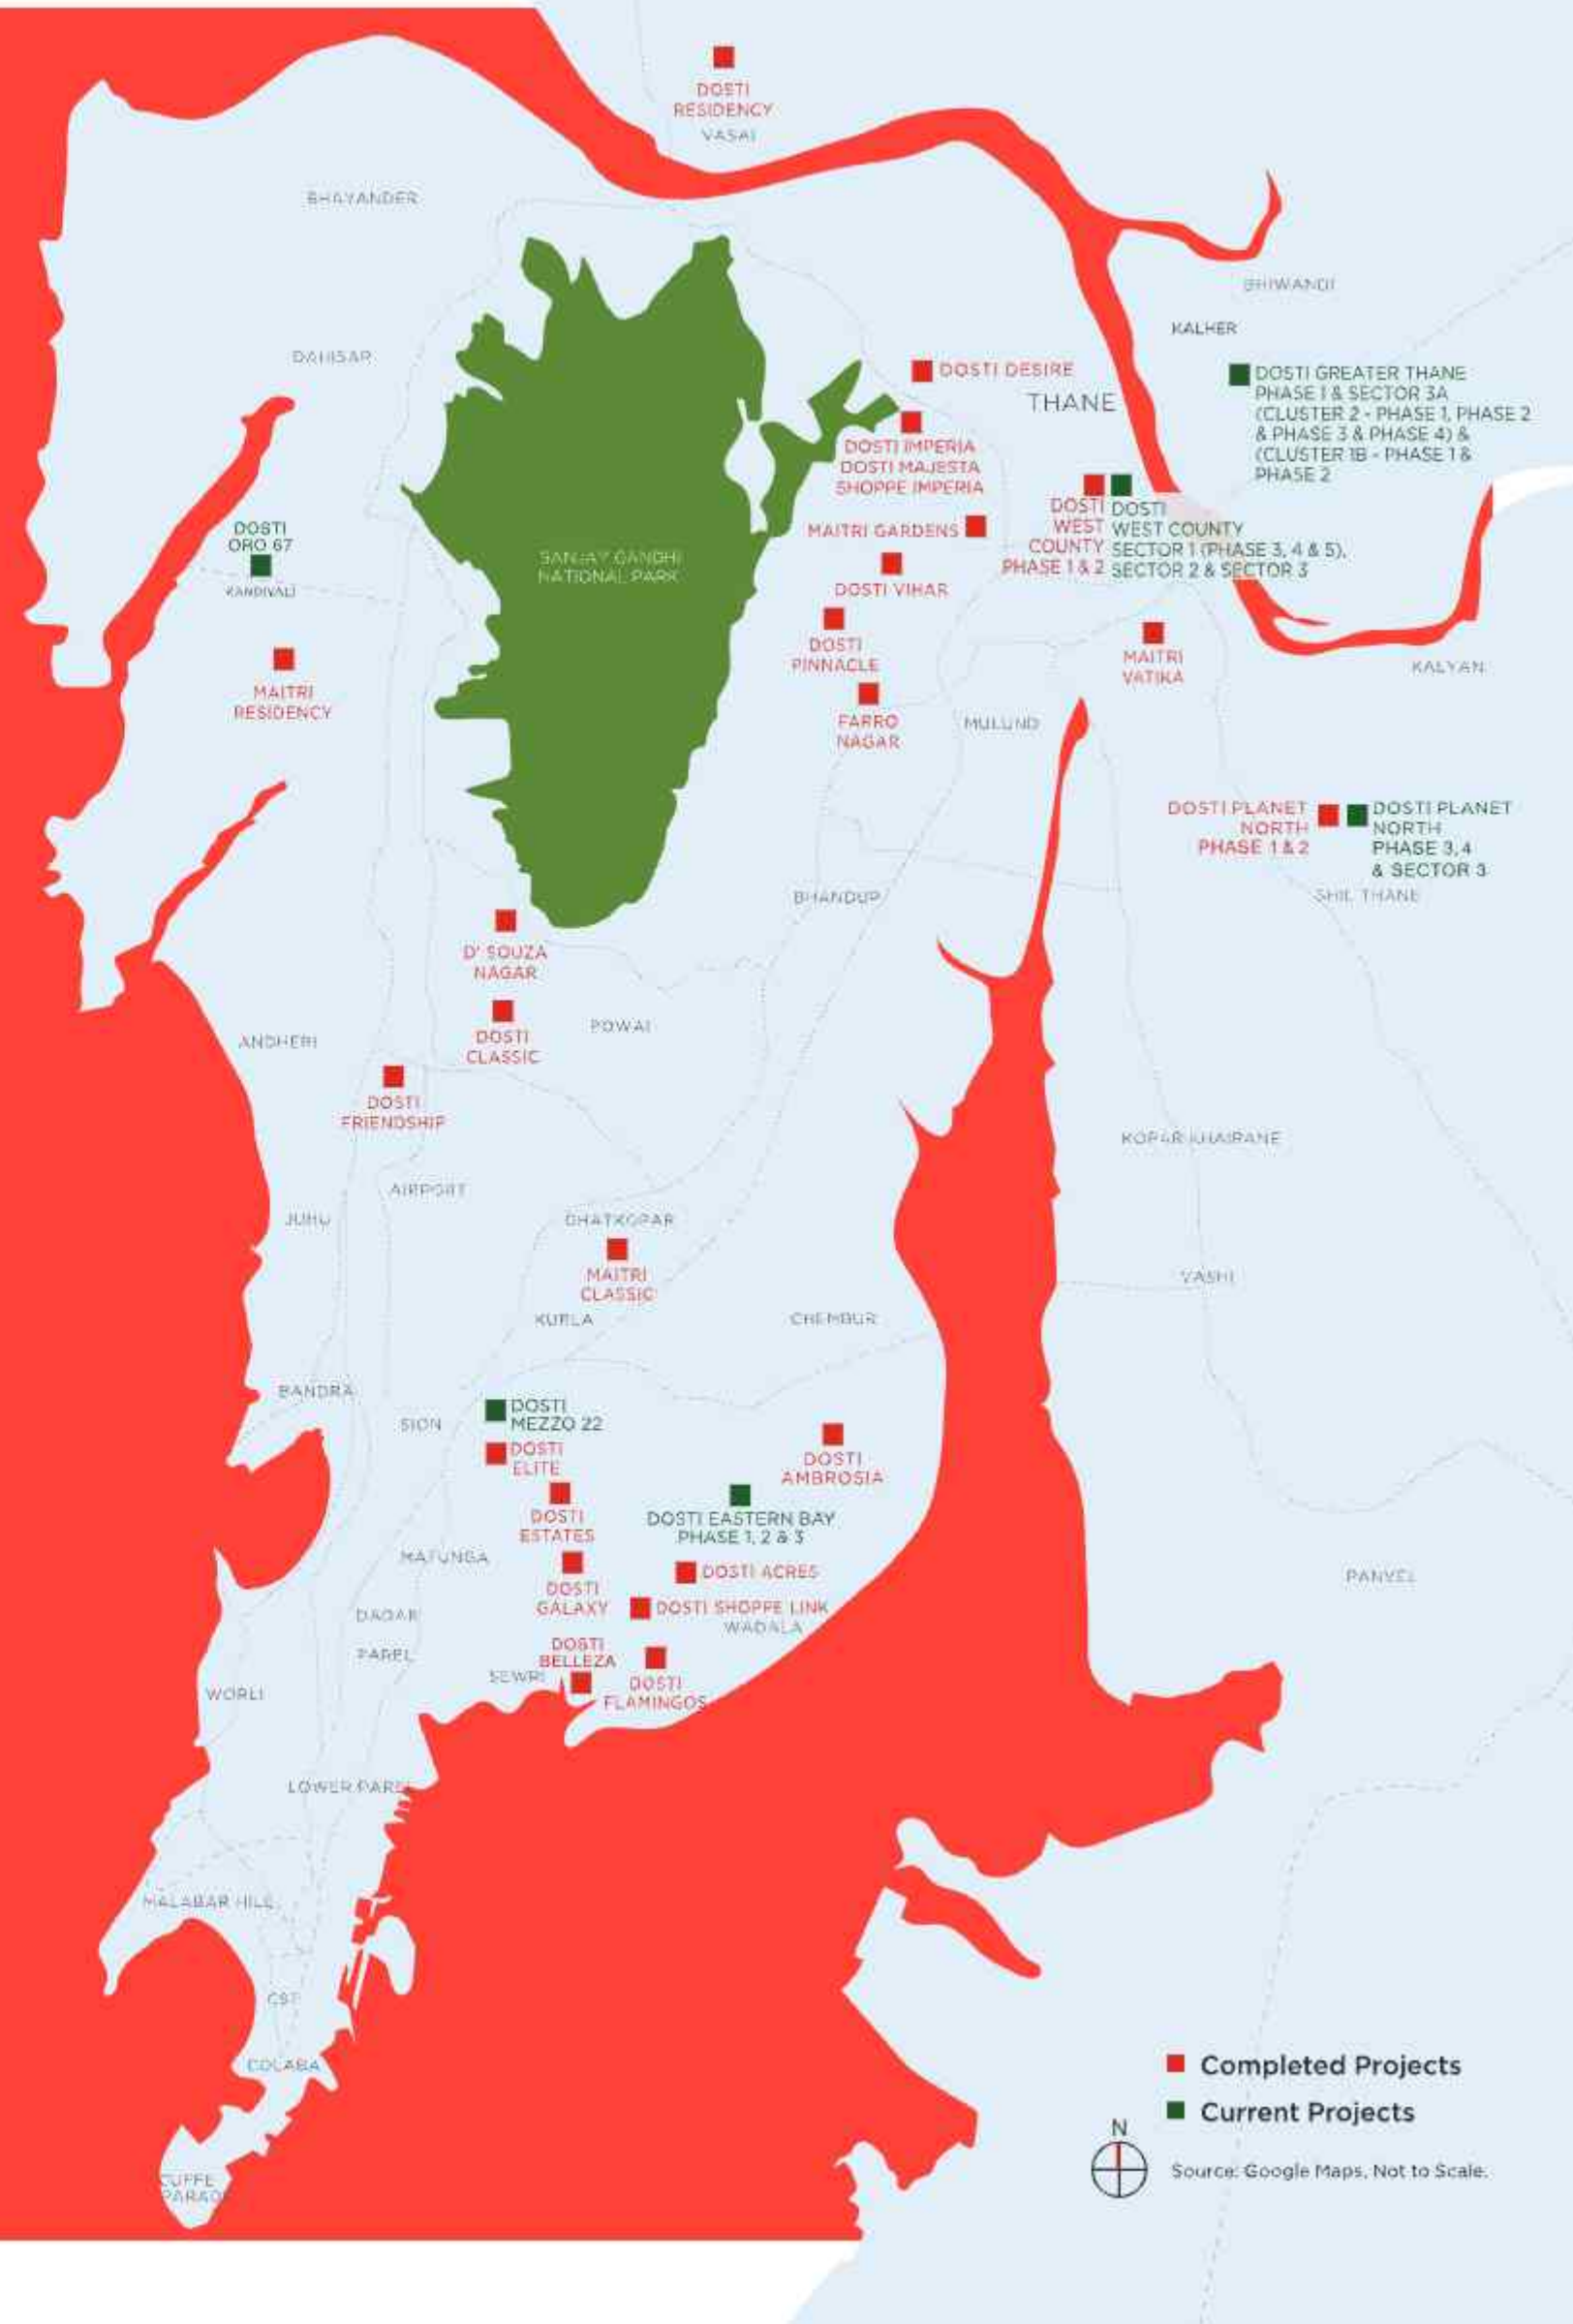 DOSTI
RESIDENCY
VASAI
BHAYANDER
BHIWANDI
KALHER
DAHISAR
DOSTI DESIRE
THANE
DOSTI GREATER THANE
PHASE I & SECTOR 3A
(CLUSTER 2 - PHASE 1, PHASE 2
& PHASE 3 & PHASE 4) &
(CLUSTER 1B - PHASE 1 &
PHASE 2
DOSTI IMPERIA
DOSTI MAJESTA
SHOPPE IMPERIA
DOSTI
WEST
COUNTY
PHASE 1 & 2
DOSTI
WEST COUNTY
SECTOR 1 (PHASE 3, 4 & 5),
SECTOR 2 & SECTOR 3
MAITRI GARDENS
DOSTI
ORO 67
KANDIVALI
SANJAY GANDHI
NATIONAL PARK
DOSTI VIHAR
DOSTI
PINNACLE
MAITRI
VATIKA
KALYAN
MAITRI
RESIDENCY
FARRO
NAGAR
MULUND
DOSTI PLANET
NORTH
PHASE 1 & 2
DOSTI PLANET
NORTH
PHASE 3,4
& SECTOR 3
SHIL THANE
BHANDUP
D' SOUZA
NAGAR
DOSTI
CLASSIC
POWAI
ANDHERI
DOSTI
FRIENDSHIP
KOPAR KHAIRANE
AIRPORT
JUHU
GHATKOPAR
MAITRI
CLASSIC
VASHI
KURLA
CHEMBUR
BANDRA
SION
DOSTI
MEZZO 22
DOSTI
ELITE
DOSTI
AMBROSIA
DOSTI
ESTATES
DOSTI EASTERN BAY
PHASE 1, 2 & 3
MATUNGA
DOSTI ACRES
PANVEL
DOSTI
GALAXY
DOSTI SHOPPE LINK
WADALA
DADAR
PAREL
DOSTI
BELLEZA
SEWRI
DOSTI
FLAMINGOS
WORLI
LOWER PAREL
MALABAR HILL
CST
COLABA
CUFFE
PARADE
Completed Projects
Current Projects
N
Source: Google Maps, Not to Scale.